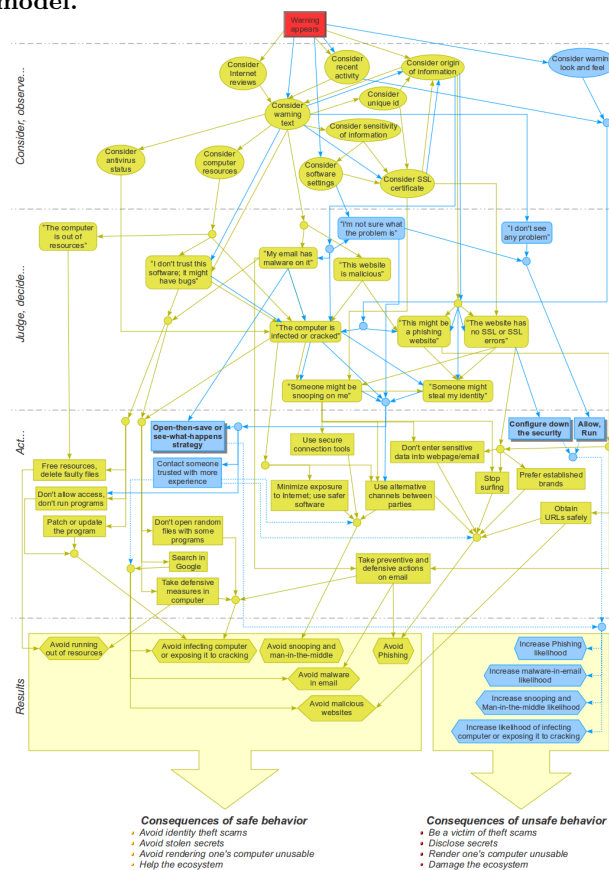 model.
Warning
appears
Consider, observe...
Consider
Internet
reviews
Consider
recent
activity
Consider origin
of information
Consider warning
look and feel
Consider
warning
text
Consider
unique id
Consider sensitivity
of information
Consider
antivirus
status
Consider
computer
resources
Consider
software
settings
Consider SSL
certificate
Judge, decide...
"The computer
is out of
resources"
"I'm not sure what
the problem is"
"I don't see
any problem"
"I don't trust this
software; it might
have bugs"
"My email has
malware on it"
"This website
is malicious"
"The computer is
infected or cracked"
"This might be
a phishing
website"
"The website has
no SSL or SSL
errors"
"Someone might be
snooping on me"
"Someone might
steal my identity"
Act...
Open-then-save or
see-what-happens
strategy
Configure down
the security
Allow,
Run
Use secure
connection tools
Don't enter sensitive
data into webpage/email
Free resources,
delete faulty files
Contact someone
trusted with more
experience
Minimize exposure
to Internet; use safer
software
Use alternative
channels between
parties
Stop
surfing
Prefer established
brands
Don't allow access,
don't run programs
Patch or update
the program
Don't open random
files with some
programs
Obtain
URLs safely
Search in
Google
Take preventive and
defensive actions
on email
Take defensive
measures in
computer
Results
Avoid running
out of resources
Avoid infecting computer
or exposing it to cracking
Avoid snooping and
man-in-the-middle
Avoid
Phishing
Avoid malware
in email
Avoid malicious
websites
Increase Phishing
likelihood
Increase malware-in-email
likelihood
Increase snooping and
Man-in-the-middle likelihood
Increase likelihood of infecting
computer or exposing it to cracking
Consequences of safe behavior
Avoid identity theft scams
Avoid stolen secrets
Avoid rendering one's computer unusable
Help the ecosystem
Consequences of unsafe behavior
Be a victim of theft scams
Disclose secrets
Render one's computer unusable
Damage the ecosystem